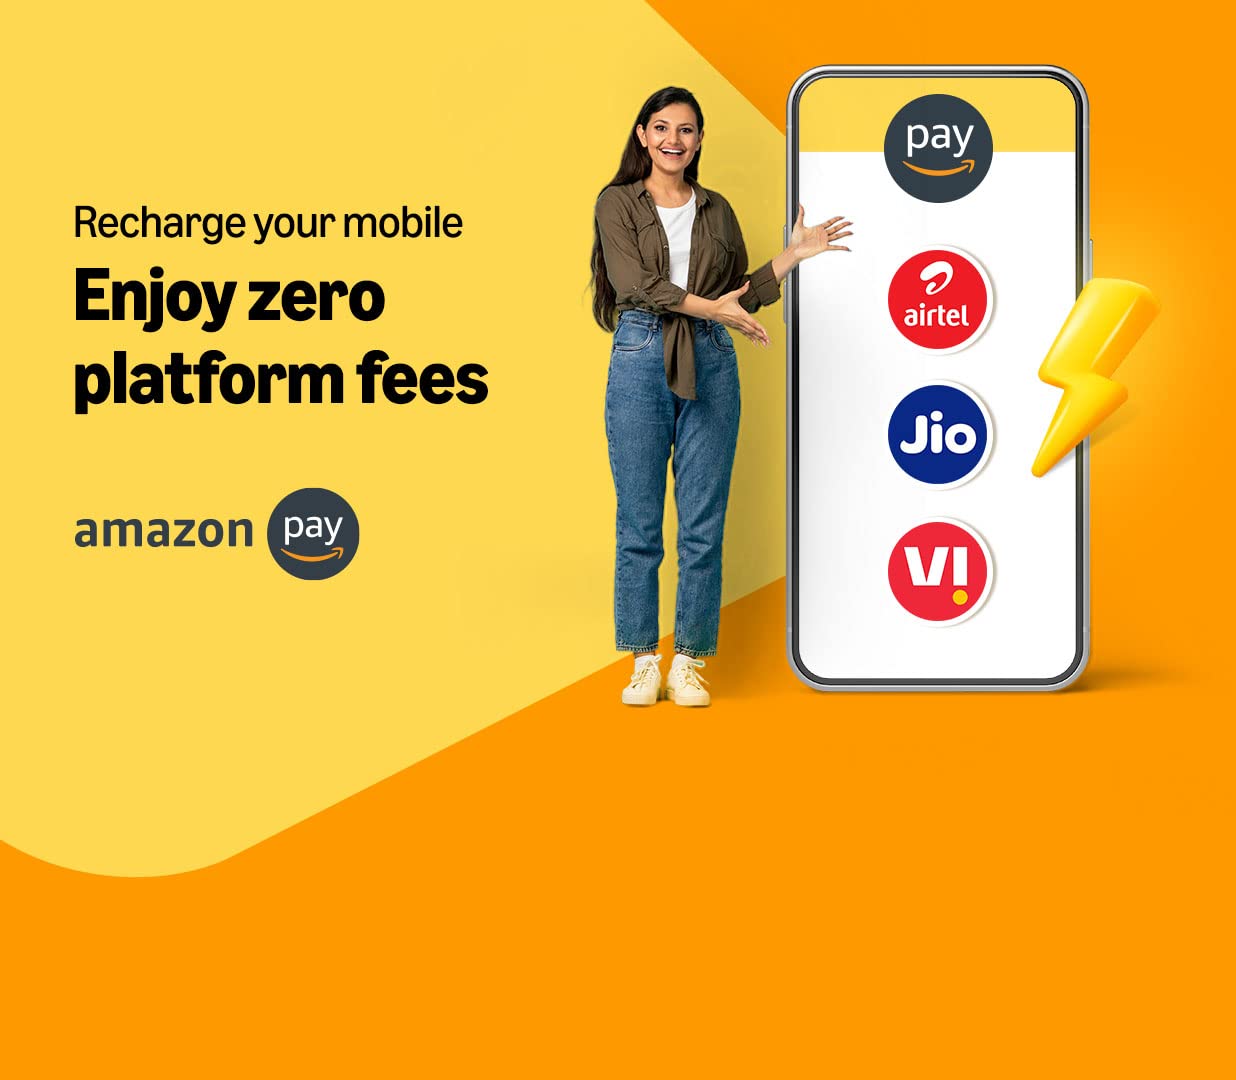 Recharge your mobile
Enjoy zero
platform fees
amazon pay
pay
airtel
Jio
VI